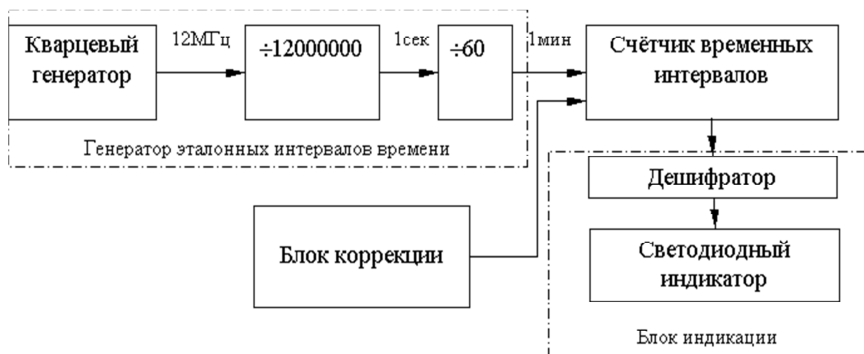 Кварцевый
генератор
12МГц
÷12000000
1сек
÷60
1мин
Счётчик временных
интервалов
Генератор эталонных интервалов времени
Дешифратор
Блок коррекции
Светодиодный
индикатор
Блок индикации